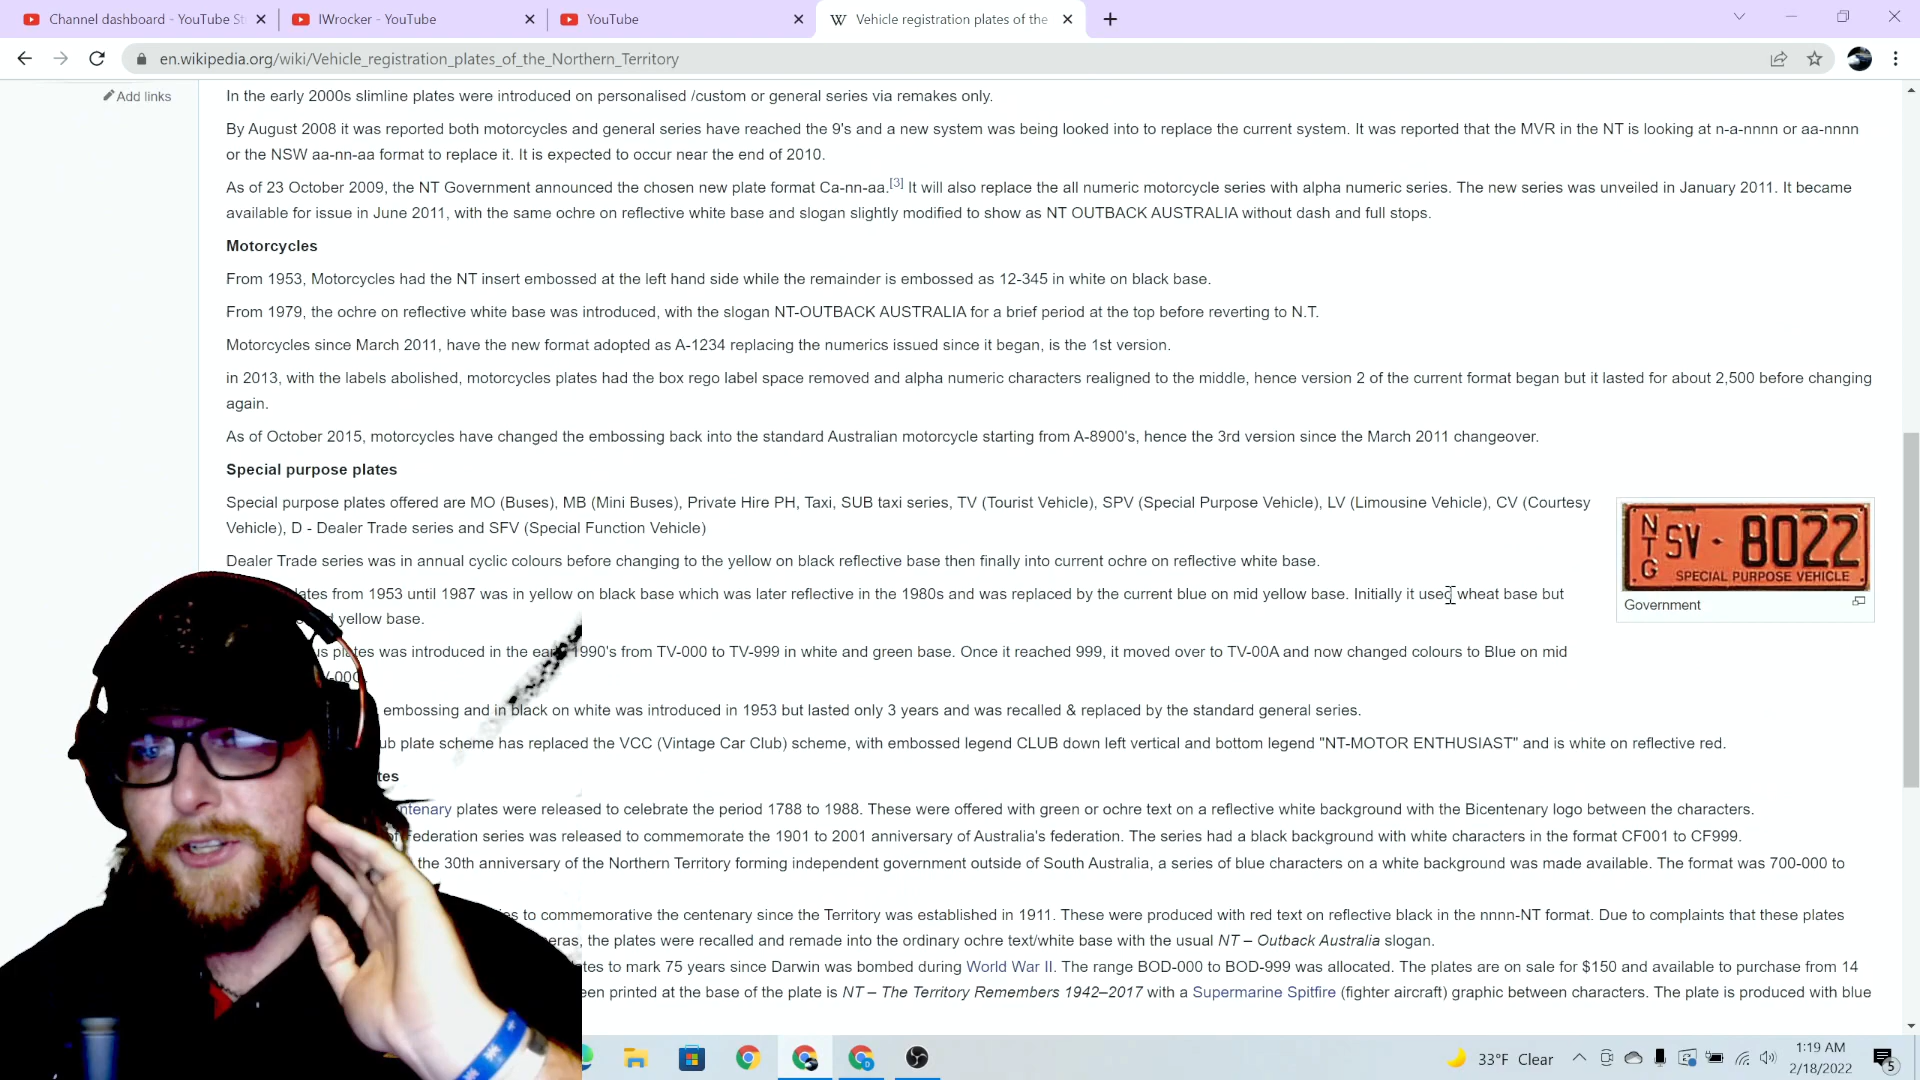 Channel dashboard - YouTube St
IWrocker - YouTube
YouTube
W Vehicle registration plates of the
en.wikipedia.org/wiki/Vehicle_registration_plates_of_the_Northern_Territory
Add links
In the early 2000s slimline plates were introduced on personalised /custom or general series via remakes only.
By August 2008 it was reported both motorcycles and general series have reached the 9's and a new system was being looked into to replace the current system. It was reported that the MVR in the NT is looking at n-a-nnnn or aa-nnnn
or the NSW aa-nn-aa format to replace it. It is expected to occur near the end of 2010.
As of 23 October 2009, the NT Government announced the chosen new plate format Ca-nn-aa.[3] It will also replace the all numeric motorcycle series with alpha numeric series. The new series was unveiled in January 2011. It became
available for issue in June 2011, with the same ochre on reflective white base and slogan slightly modified to show as NT OUTBACK AUSTRALIA without dash and full stops.
Motorcycles
From 1953, Motorcycles had the NT insert embossed at the left hand side while the remainder is embossed as 12-345 in white on black base.
From 1979, the ochre on reflective white base was introduced, with the slogan NT-OUTBACK AUSTRALIA for a brief period at the top before reverting to N.T.
Motorcycles since March 2011, have the new format adopted as A-1234 replacing the numerics issued since it began, is the 1st version.
in 2013, with the labels abolished, motorcycles plates had the box rego label space removed and alpha numeric characters realigned to the middle, hence version 2 of the current format began but it lasted for about 2,500 before changing
again.
As of October 2015, motorcycles have changed the embossing back into the standard Australian motorcycle starting from A-8900's, hence the 3rd version since the March 2011 changeover.
Special purpose plates
Special purpose plates offered are MO (Buses), MB (Mini Buses), Private Hire PH, Taxi, SUB taxi series, TV (Tourist Vehicle), SPV (Special Purpose Vehicle), LV (Limousine Vehicle), CV (Courtesy
Vehicle), D - Dealer Trade series and SFV (Special Function Vehicle)
NTG SV - 8022
SPECIAL PURPOSE VEHICLE
Government
Dealer Trade series was in annual cyclic colours before changing to the yellow on black reflective base then finally into current ochre on reflective white base.
lates from 1953 until 1987 was in yellow on black base which was later reflective in the 1980s and was replaced by the current blue on mid yellow base. Initially it used wheat base but
yellow base.
plates was introduced in the early 1990's from TV-000 to TV-999 in white and green base. Once it reached 999, it moved over to TV-00A and now changed colours to Blue on mid
embossing and in black on white was introduced in 1953 but lasted only 3 years and was recalled & replaced by the standard general series.
ub plate scheme has replaced the VCC (Vintage Car Club) scheme, with embossed legend CLUB down left vertical and bottom legend "NT-MOTOR ENTHUSIAST" and is white on reflective red.
tes
entenary plates were released to celebrate the period 1788 to 1988. These were offered with green or ochre text on a reflective white background with the Bicentenary logo between the characters.
of Federation series was released to commemorate the 1901 to 2001 anniversary of Australia's federation. The series had a black background with white characters in the format CF001 to CF999.
the 30th anniversary of the Northern Territory forming independent government outside of South Australia, a series of blue characters on a white background was made available. The format was 700-000 to
es to commemorative the centenary since the Territory was established in 1911. These were produced with red text on reflective black in the nnnn-NT format. Due to complaints that these plates
eras, the plates were recalled and remade into the ordinary ochre text/white base with the usual NT – Outback Australia slogan.
ates to mark 75 years since Darwin was bombed during World War II. The range BOD-000 to BOD-999 was allocated. The plates are on sale for $150 and available to purchase from 14
een printed at the base of the plate is NT – The Territory Remembers 1942–2017 with a Supermarine Spitfire (fighter aircraft) graphic between characters. The plate is produced with blue
33°F Clear
1:19 AM
2/18/2022
5